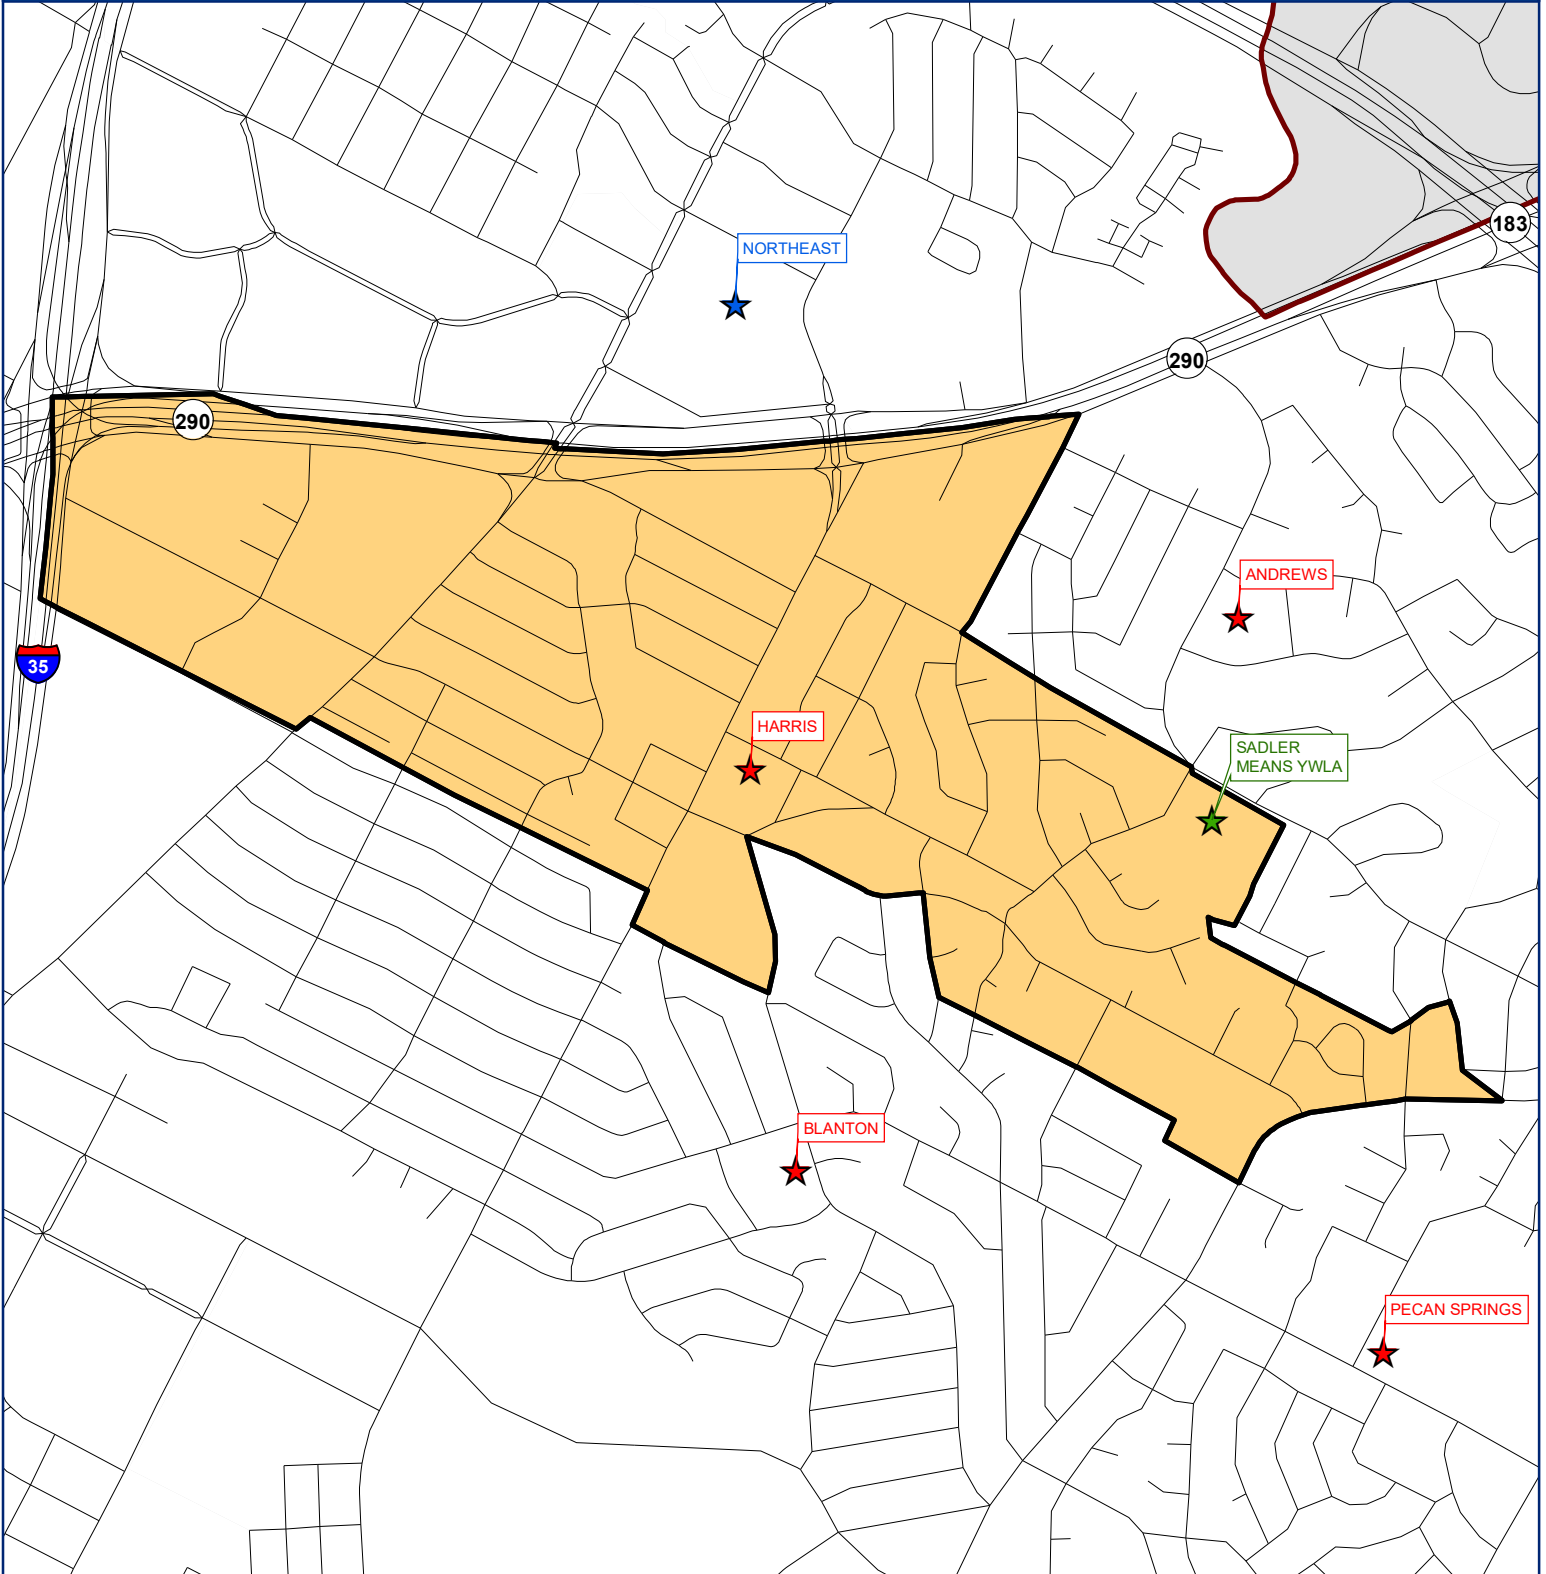 183
NORTHEAST
290
290
ANDREWS
35
HARRIS
SADLER
MEANS YWLA
BLANTON
PECAN SPRINGS